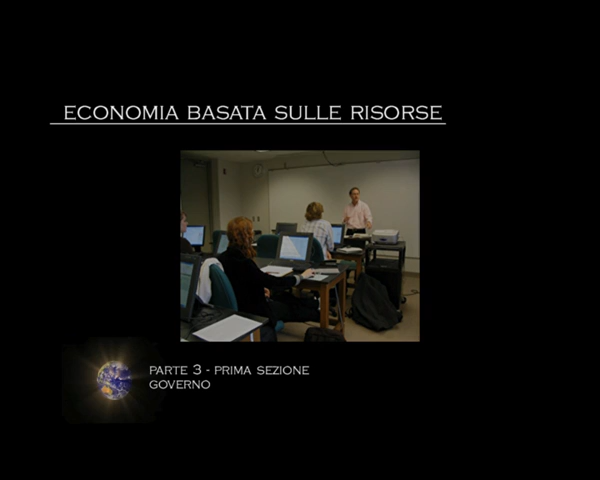 ECONOMIA BASATA SULLE RISORSE
PARTE 3 - PRIMA SEZIONE
GOVERNO